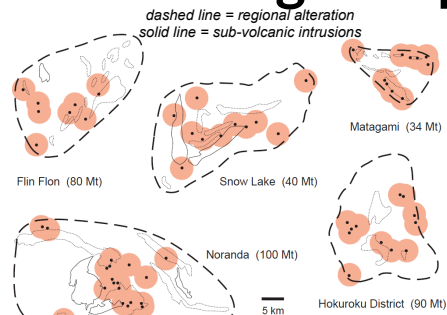 dashed line = regional alteration
solid line = sub-volcanic intrusions
Matagami (34 Mt)
Flin Flon (80 Mt)
Snow Lake (40 Mt)
Noranda (100 Mt)
5 km
Hokuroku District (90 Mt)